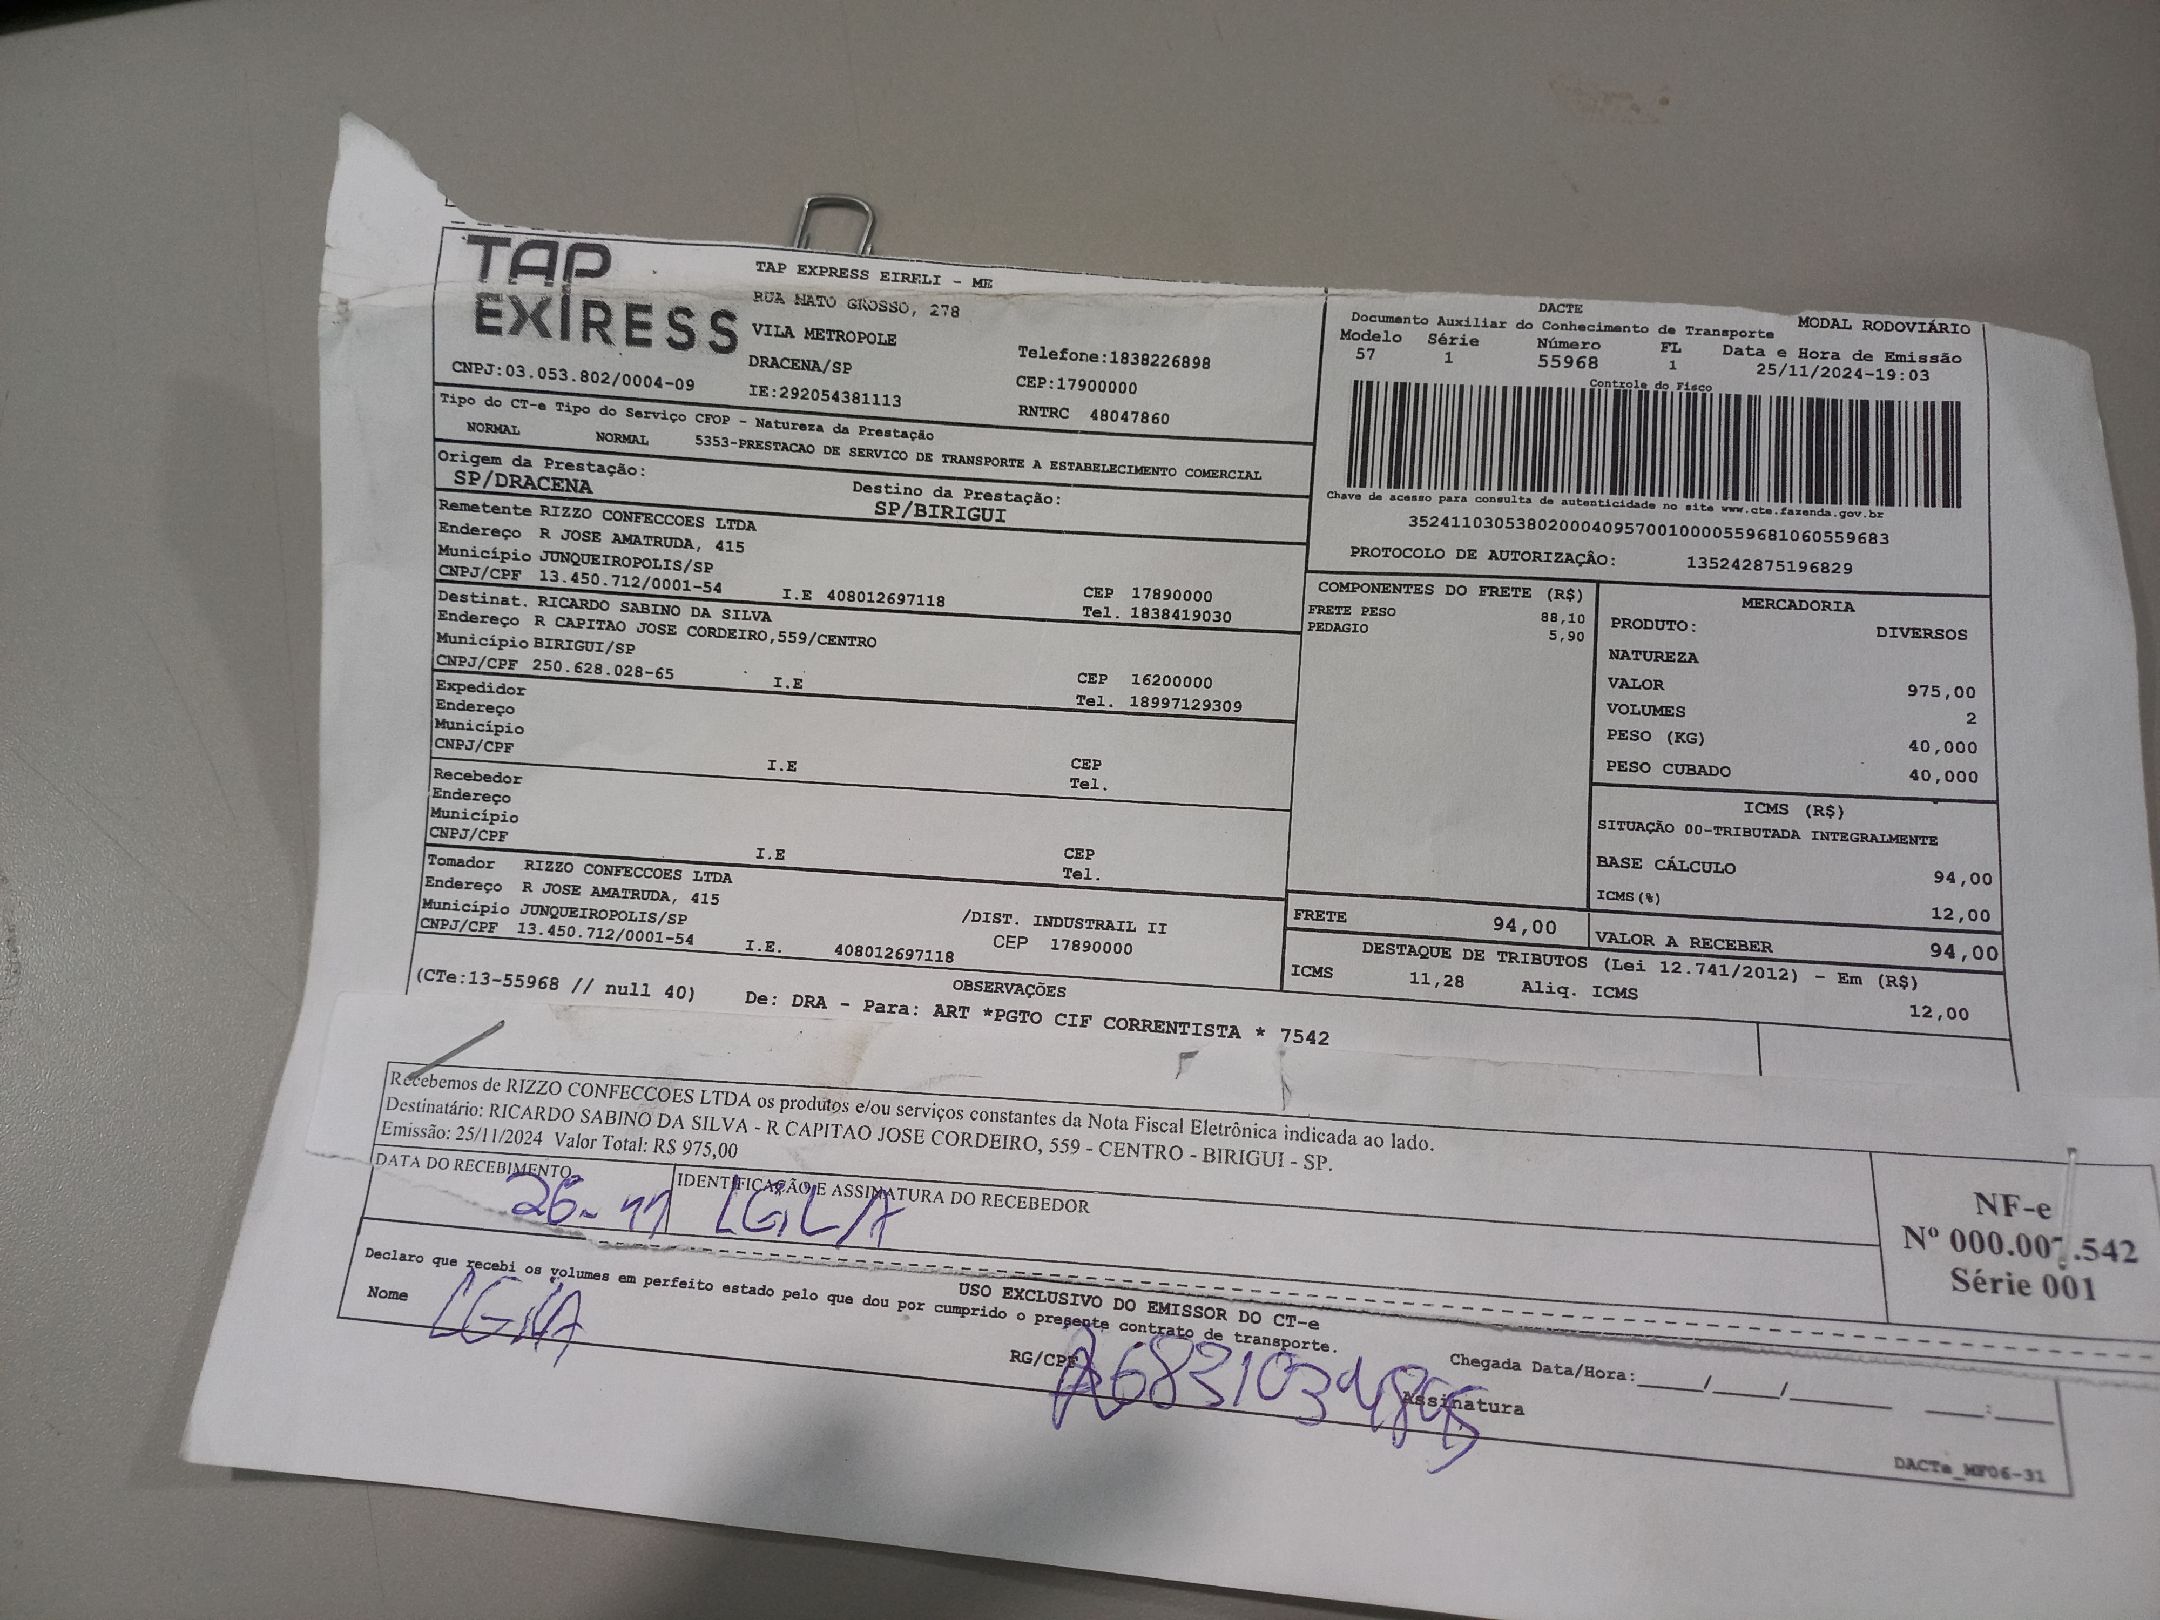 TAP
EXPRESS
TAP EXPRESS EIRELI - ME
RUA MATO GROSSO, 278
VILA METROPOLE
DRACENA/SP
Telefone:1838226898
CEP:17900000
CNPJ:03.053.802/0004-09
IE:292054381113
RNTRC 48047860
DACTE
Documento Auxiliar do Conhecimento de Transporte
MODAL RODOVIÁRIO
Modelo Série Número FL Data e Hora de Emissão
57 1 55968 1 25/11/2024-19:03
Controle do Fisco
Chave de acesso para consulta de autenticidade no site www.cte.fazenda.gov.br
35241103053802000409570010000559681060559683
PROTOCOLO DE AUTORIZAÇÃO: 135242875196829
Tipo do CT-e Tipo do Serviço CFOP - Natureza da Prestação
NORMAL NORMAL 5353-PRESTACAO DE SERVICO DE TRANSPORTE A ESTABELECIMENTO COMERCIAL
Origem da Prestação: Destino da Prestação:
SP/DRACENA SP/BIRIGUI
Remetente RIZZO CONFECCOES LTDA
Endereço R JOSE AMATRUDA, 415
Município JUNQUEIROPOLIS/SP CEP 17890000
CNPJ/CPF 13.450.712/0001-54 I.E 408012697118 Tel. 1838419030
Destinat. RICARDO SABINO DA SILVA
Endereço R CAPITAO JOSE CORDEIRO,559/CENTRO
Município BIRIGUI/SP CEP 16200000
CNPJ/CPF 250.628.028-65 I.E Tel. 18997129309
Expedidor
Endereço
Município CEP
CNPJ/CPF I.E Tel.
Recebedor
Endereço
Município CEP
CNPJ/CPF I.E Tel.
Tomador RIZZO CONFECCOES LTDA
Endereço R JOSE AMATRUDA, 415 /DIST. INDUSTRAIL II
Município JUNQUEIROPOLIS/SP CEP 17890000
CNPJ/CPF 13.450.712/0001-54 I.E. 408012697118
COMPONENTES DO FRETE (R$)
FRETE PESO 88,10
PEDAGIO 5,90
MERCADORIA
PRODUTO: DIVERSOS
NATUREZA
VALOR 975,00
VOLUMES 2
PESO (KG) 40,000
PESO CUBADO 40,000
ICMS (R$)
SITUAÇÃO 00-TRIBUTADA INTEGRALMENTE
BASE CÁLCULO 94,00
ICMS(%) 12,00
FRETE 94,00
VALOR A RECEBER 94,00
DESTAQUE DE TRIBUTOS (Lei 12.741/2012) - Em (R$)
ICMS 11,28 Aliq. ICMS 12,00
OBSERVAÇÕES
(CTe:13-55968 // null 40) De: DRA - Para: ART *PGTO CIF CORRENTISTA * 7542
Recebemos de RIZZO CONFECCOES LTDA os produtos e/ou serviços constantes da Nota Fiscal Eletrônica indicada ao lado.
Destinatário: RICARDO SABINO DA SILVA - R CAPITAO JOSE CORDEIRO, 559 - CENTRO - BIRIGUI - SP.
Emissão: 25/11/2024 Valor Total: R$ 975,00
DATA DO RECEBIMENTO IDENTIFICAÇÃO E ASSINATURA DO RECEBEDOR
26-11
NF-e
Nº 000.007.542
Série 001
USO EXCLUSIVO DO EMISSOR DO CT-e
Declaro que recebi os volumes em perfeito estado pelo que dou por cumprido o presente contrato de transporte.
Nome RG/CPF Assinatura Chegada Data/Hora:____/____/______ ____:____
DACTe_MF06-31